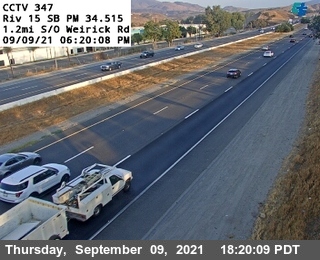 CCTV 347
Riv 15 SB PM 34.515
1.2mi S/O Weirick Rd
09/09/21 06:20:08 PM
Thursday, September 09, 2021 18:20:09 PDT